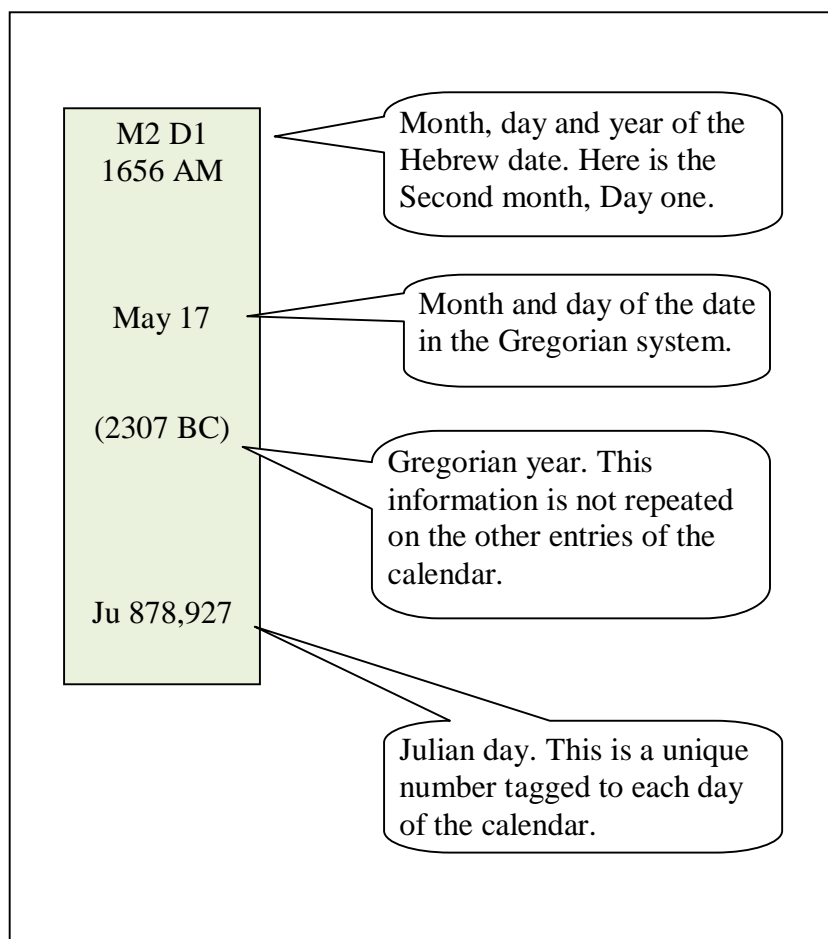 M2 D1
1656 AM
Month, day and year of the
Hebrew date. Here is the
Second month, Day one.
May 17
Month and day of the date
in the Gregorian system.
(2307 BC)
Gregorian year. This
information is not repeated
on the other entries of the
calendar.
Ju 878,927
Julian day. This is a unique
number tagged to each day
of the calendar.